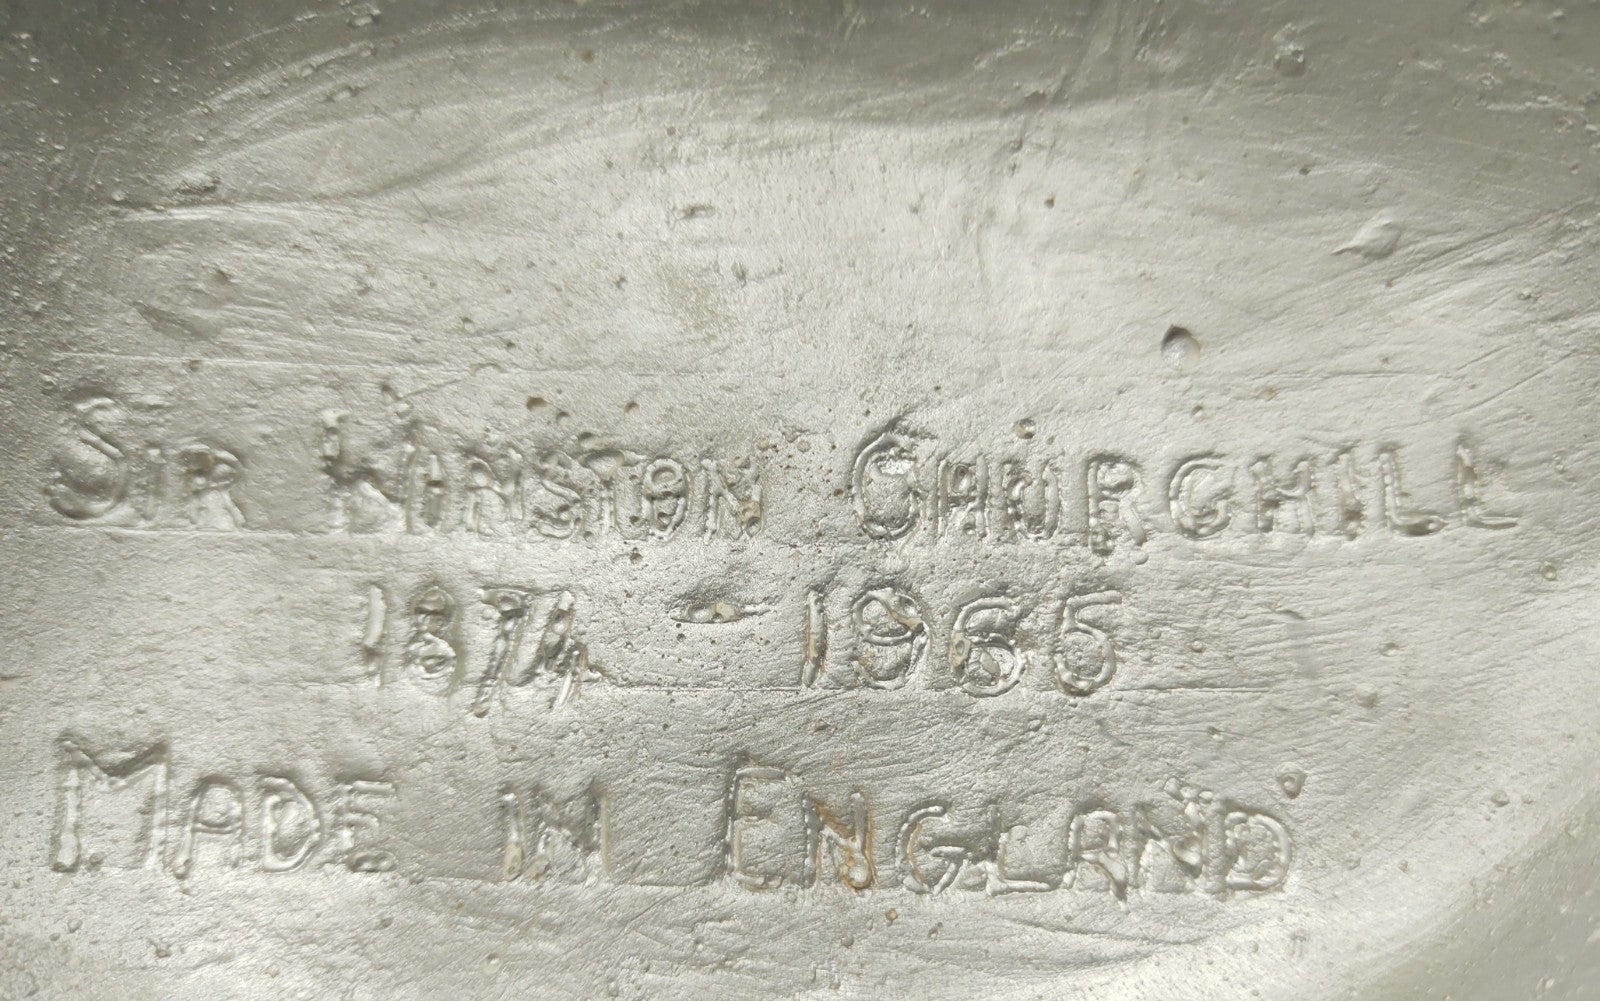 Sir Winston Churchill
1874 - 1965
Made in England